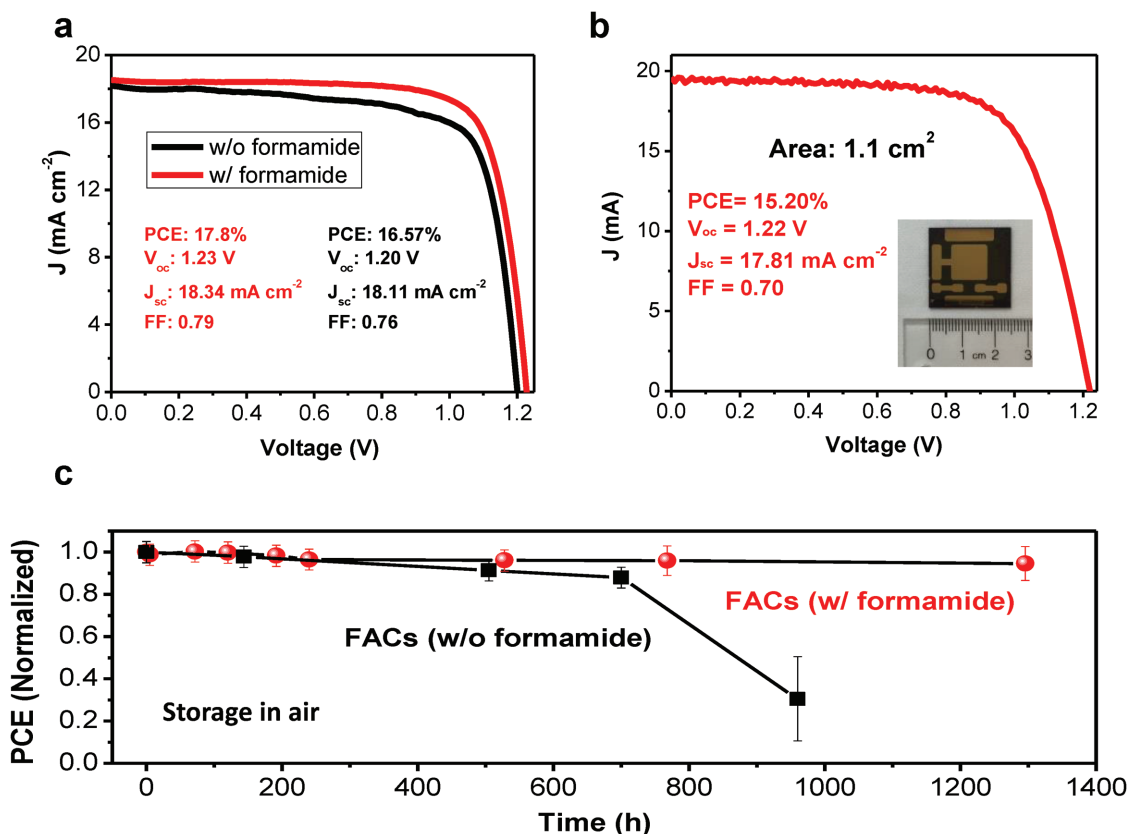 a
20
16
12
8
4
0
J (mA cm⁻²)
w/o formamide
w/ formamide
PCE: 17.8%
V_oc: 1.23 V
J_sc: 18.34 mA cm⁻²
FF: 0.79
PCE: 16.57%
V_oc: 1.20 V
J_sc: 18.11 mA cm⁻²
FF: 0.76
0.0 0.2 0.4 0.6 0.8 1.0 1.2
Voltage (V)
b
20
15
10
5
0
J (mA)
Area: 1.1 cm²
PCE= 15.20%
V_oc = 1.22 V
J_sc = 17.81 mA cm⁻²
FF = 0.70
0 1 cm 2 3
0.0 0.2 0.4 0.6 0.8 1.0 1.2
Voltage (V)
c
1.0
0.8
0.6
0.4
0.2
0.0
PCE (Normalized)
FACs (w/ formamide)
FACs (w/o formamide)
Storage in air
0 200 400 600 800 1000 1200 1400
Time (h)